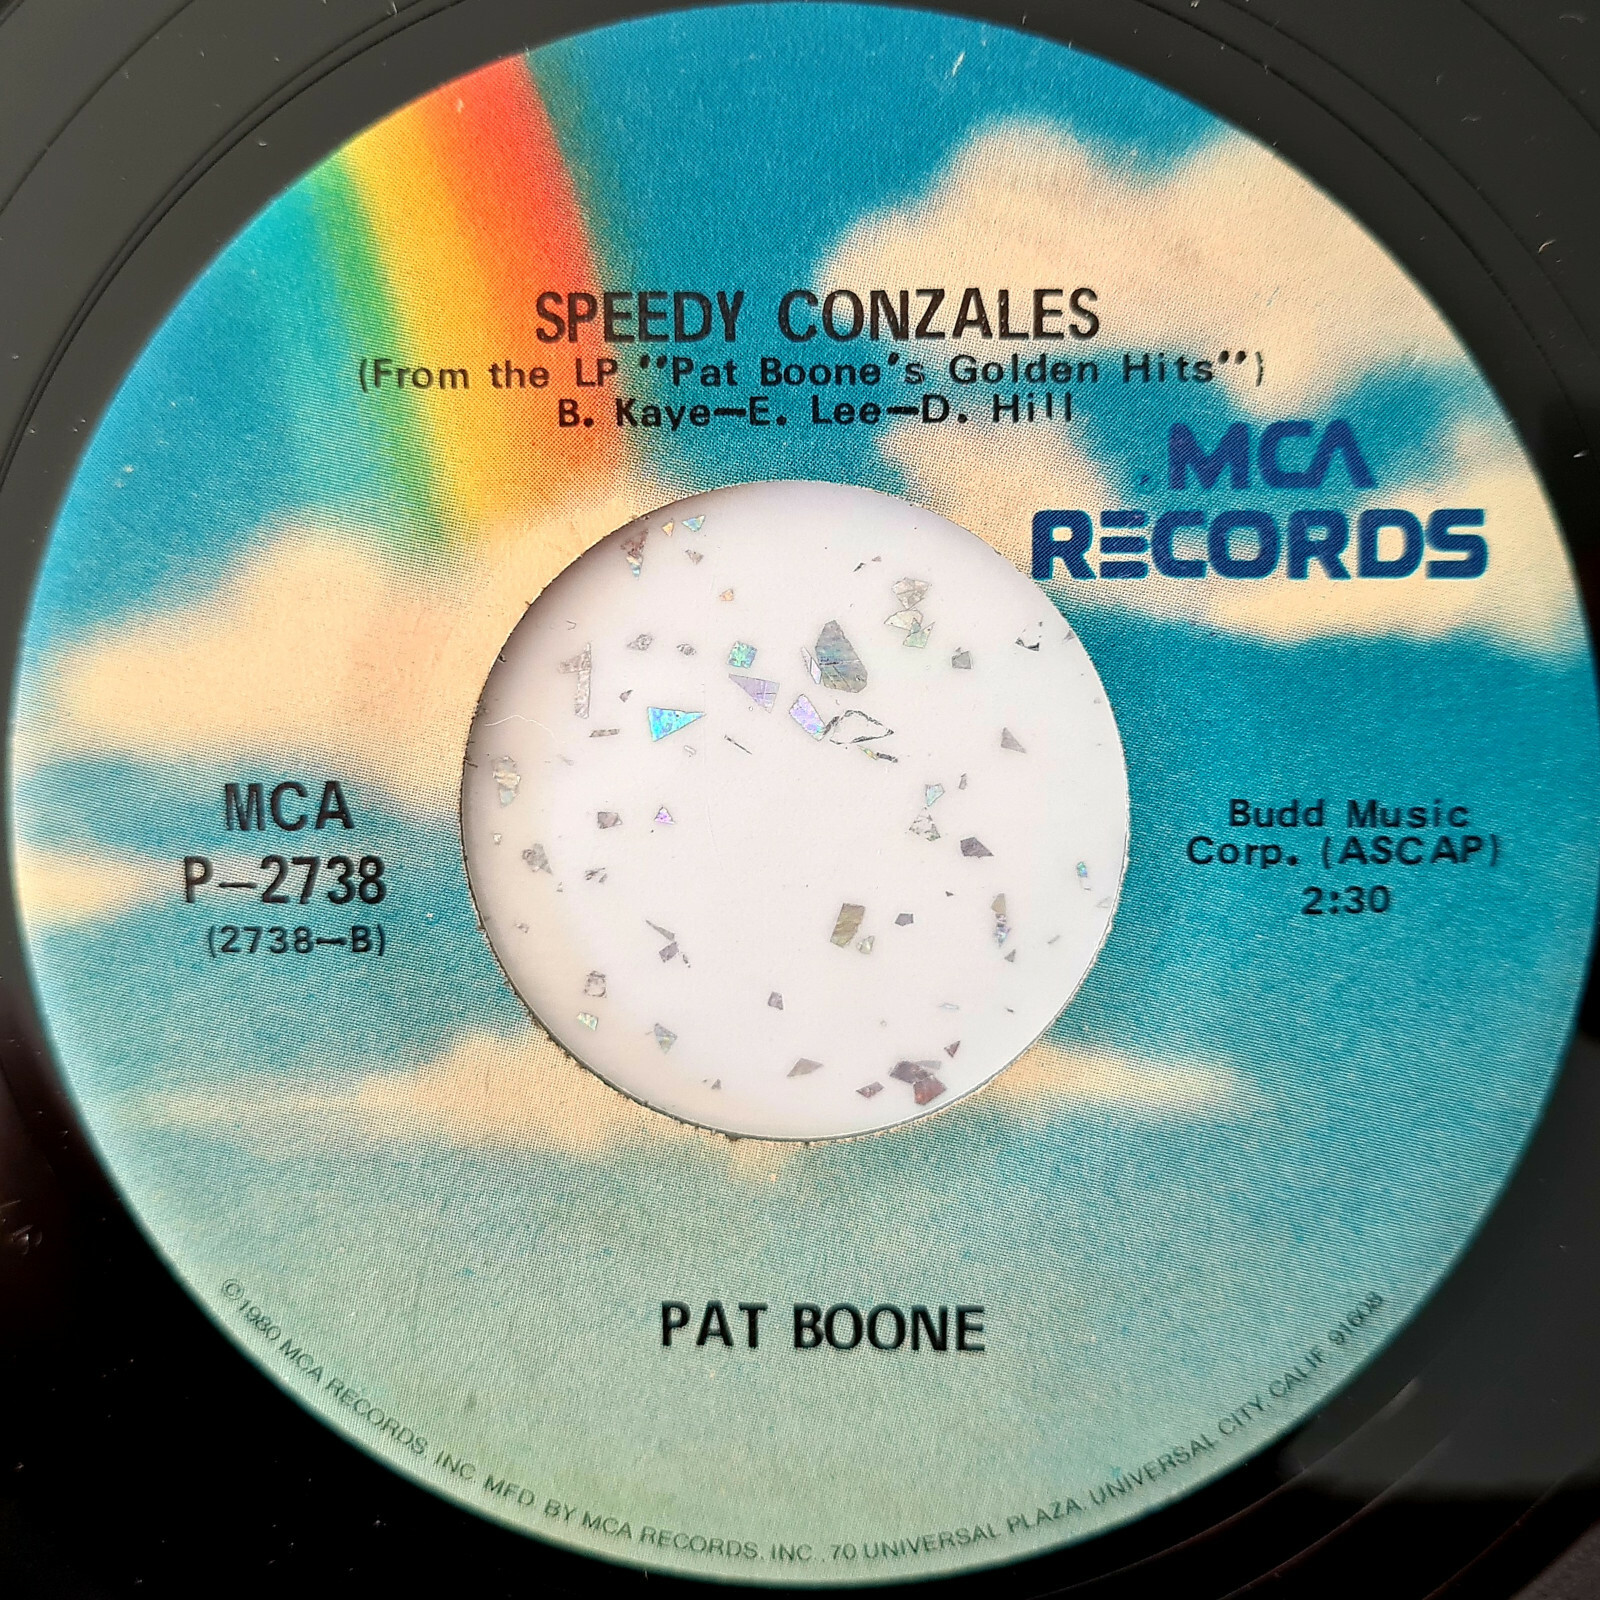 SPEEDY CONZALES
(From the LP "Pat Boone's Golden Hits")
B. Kaye—E. Lee—D. Hill
MCA
RECORDS
MCA
P—2738
(2738—B)
Budd Music
Corp. (ASCAP)
2:30
PAT BOONE
©1980 MCA RECORDS, INC. MFD. BY MCA RECORDS, INC., 70 UNIVERSAL PLAZA, UNIVERSAL CITY, CALIF 91608